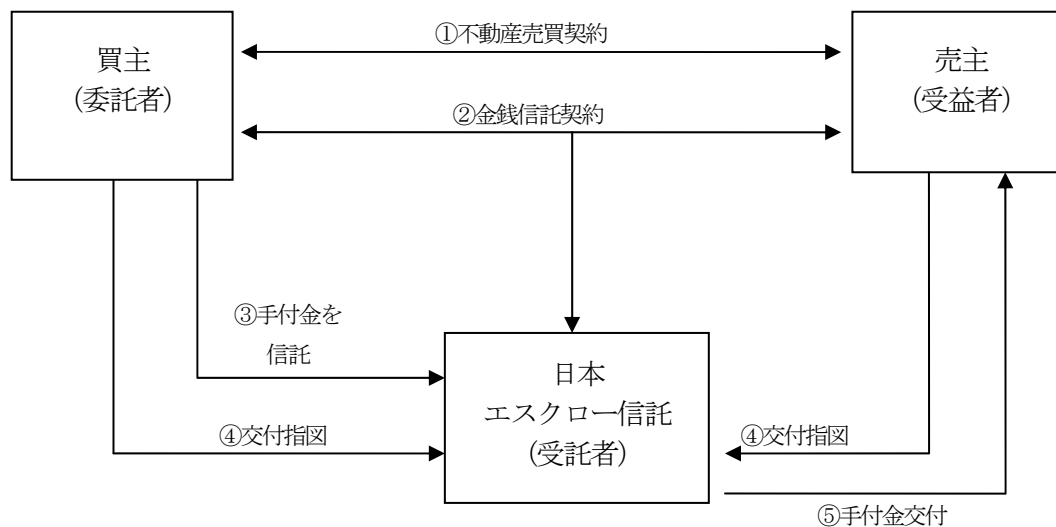 ①不動産売買契約
買主
(委託者)
売主
(受益者)
②金銭信託契約
③手付金を
信託
日本
エスクロー信託
(受託者)
④交付指図
④交付指図
⑤手付金交付